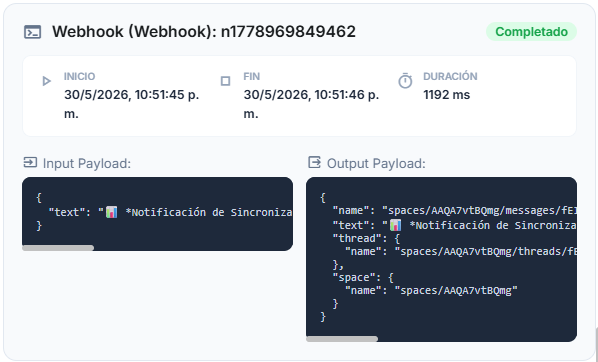 Webhook (Webhook): n1778969849462
Completado
INICIO
30/5/2026, 10:51:45 p.
m.
FIN
30/5/2026, 10:51:46 p.
m.
DURACIÓN
1192 ms
Input Payload:
{
"text": "📊 *Notificación de Sincroniza
}
Output Payload:
{
"name": "spaces/AAQA7vtBQmg/messages/fE
"text": "📊 *Notificación de Sincroniza
"thread": {
"name": "spaces/AAQA7vtBQmg/threads/fE
},
"space": {
"name": "spaces/AAQA7vtBQmg"
}
}